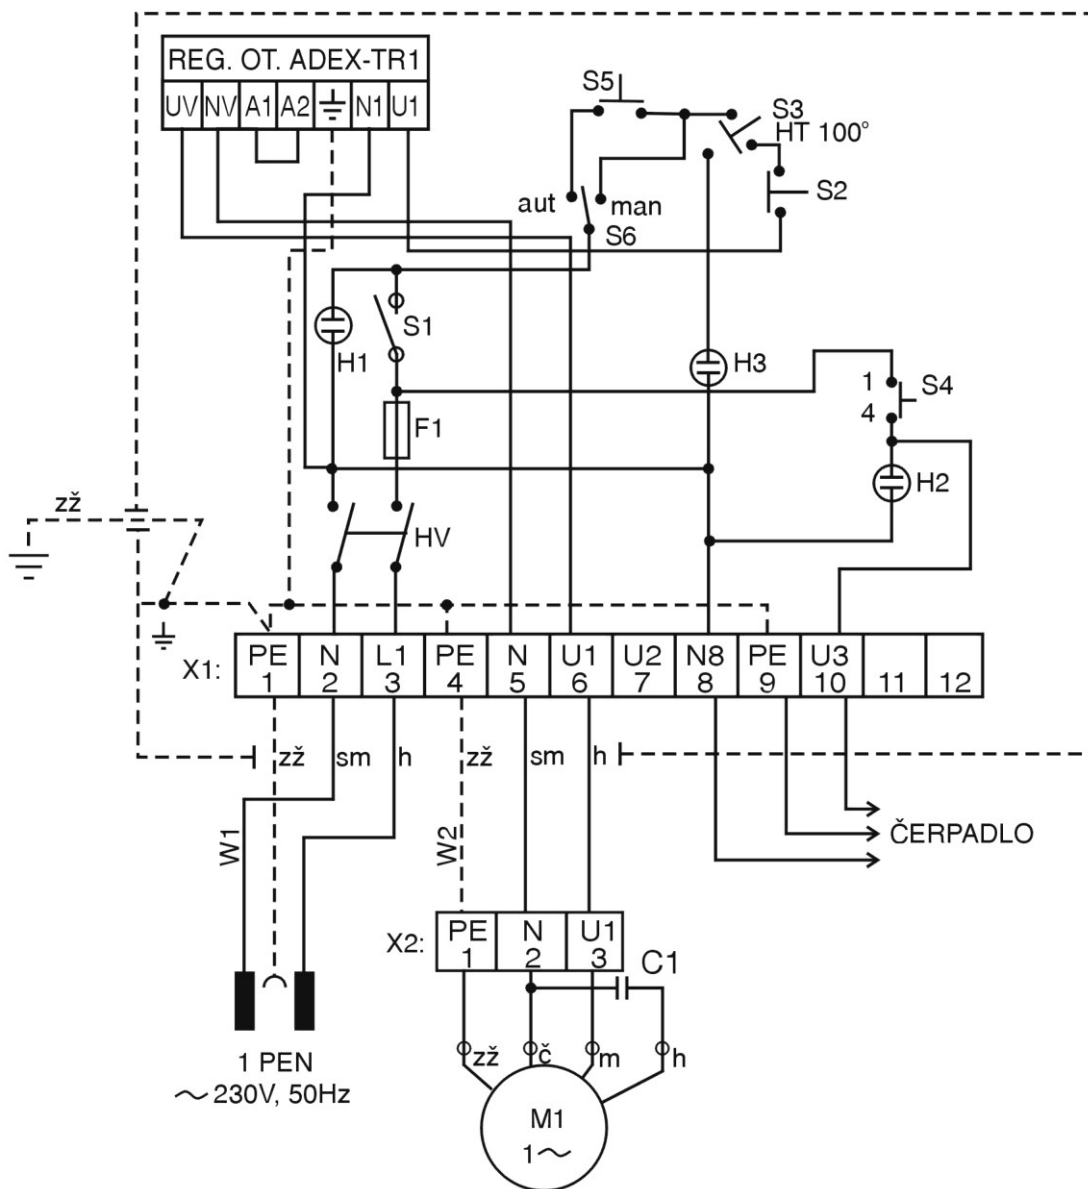 REG. OT. ADEX-TR1
UV NV A1 A2 N1 U1
S5
S3
HT 100°
S2
aut man
S6
S1
H1
H3
1 S4
4
F1
H2
zž
HV
X1: PE N L1 PE N U1 U2 N8 PE U3
1 2 3 4 5 6 7 8 9 10 11 12
zž sm h zž sm h
W1 W2
ČERPADLO
X2: PE N U1
1 2 3
C1
zž č m h
1 PEN
~ 230V, 50Hz
M1
1~